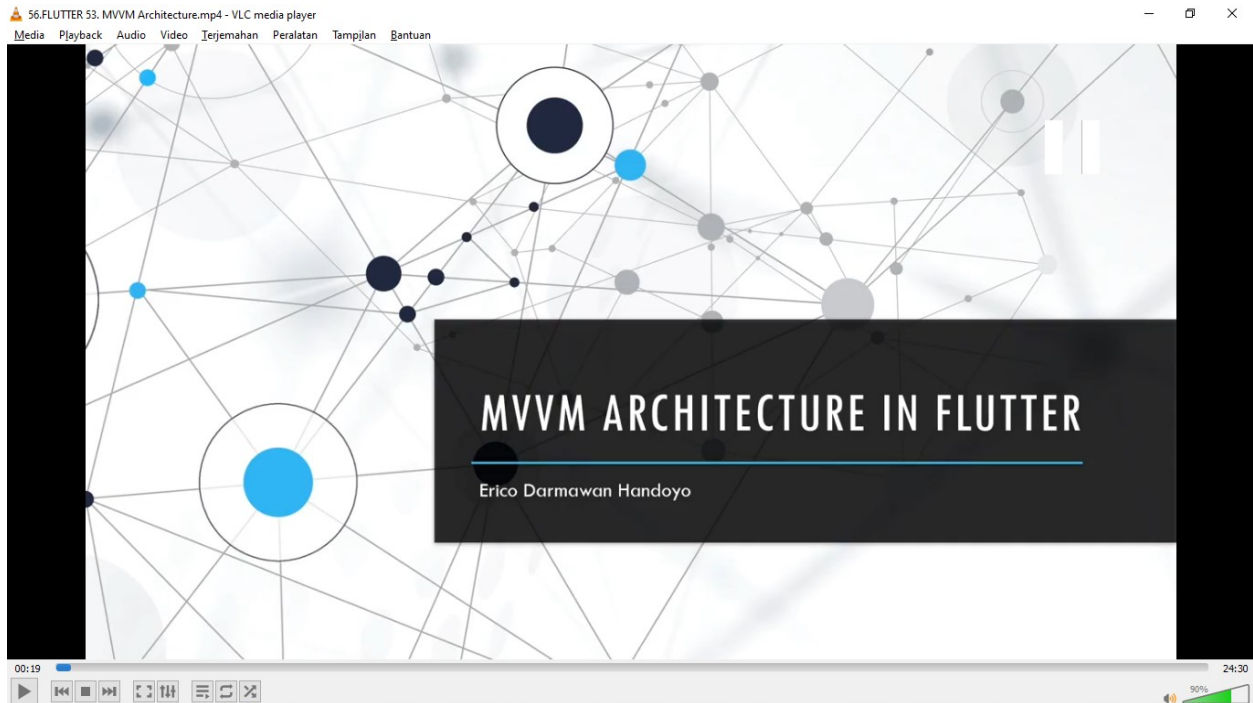 56.FLUTTER 53. MVVM Architecture.mp4 - VLC media player
Media Playback Audio Video Terjemahan Peralatan Tampilan Bantuan
MVVM ARCHITECTURE IN FLUTTER
Erico Darmawan Handoyo
00:19 24:30
90%